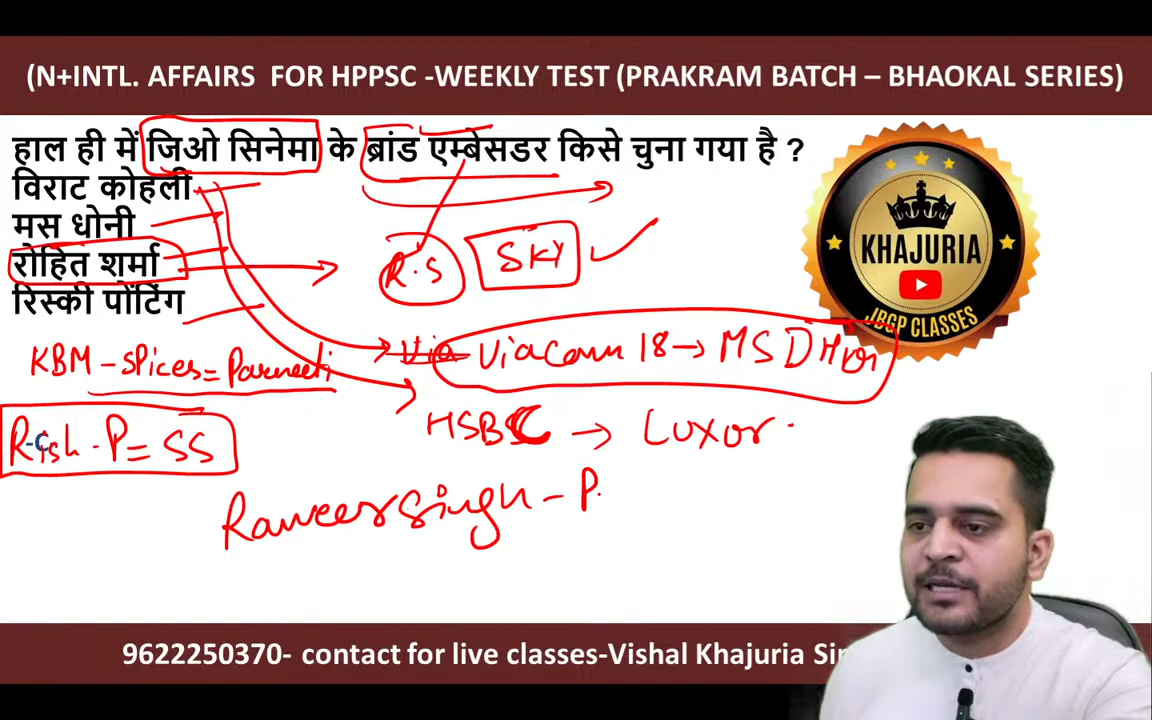 (N+INTL. AFFAIRS FOR HPPSC -WEEKLY TEST (PRAKRAM BATCH – BHAOKAL SERIES)
हाल ही में जिओ सिनेमा के ब्रांड एम्बेसडर किसे चुना गया है ?
विराट कोहली
मस धोनी
रोहित शर्मा
रिस्की पोंटिंग
R.S
SKY
KHAJURIA
JBGP CLASSES
KBM - Spices = Parneeti
Via Viacom 18 → MSDhoni
HSBC → Luxor
Rish - P = SS
Ranveer Singh - P.
9622250370- contact for live classes-Vishal Khajuria Sir